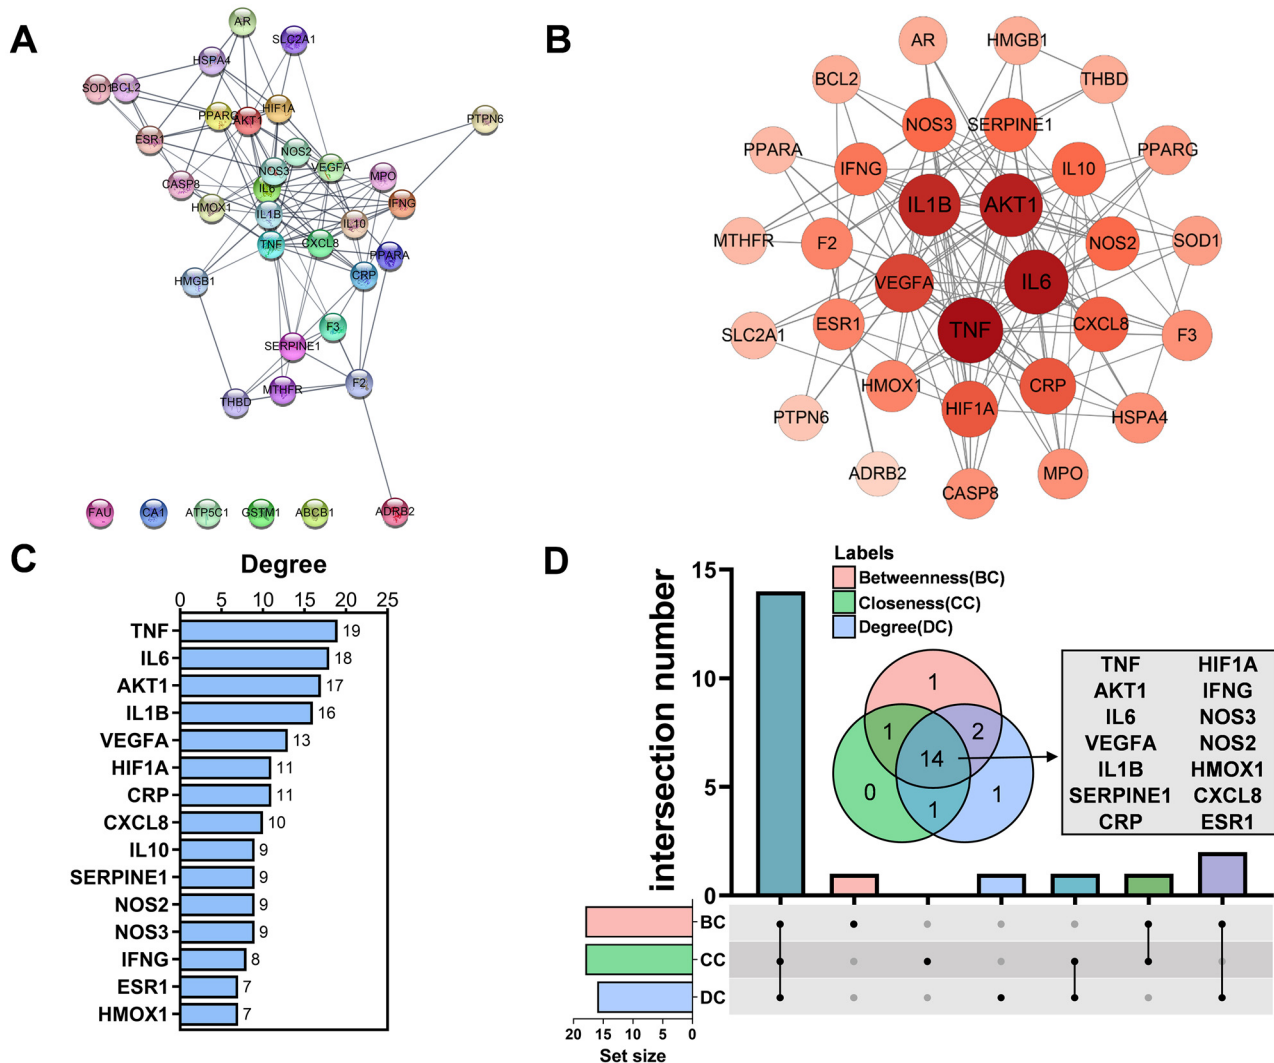 A
AR
SLC2A1
HSPA4
SOD1
BCL2
PPARG
AKT1
HIF1A
PTPN6
ESR1
NOS2
NOS3
VEGFA
CASP8
IL6
MPO
HMOX1
IL1B
IFNG
IL10
TNF
CXCL8
PPARA
HMGB1
CRP
F3
SERPINE1
MTHFR
F2
THBD
FAU
CA1
ATP5C1
GSTM1
ABCB1
ADRB2
B
AR
HMGB1
BCL2
THBD
NOS3
SERPINE1
PPARA
IFNG
IL10
PPARG
IL1B
AKT1
MTHFR
F2
NOS2
SOD1
VEGFA
IL6
SLC2A1
ESR1
TNF
CXCL8
F3
HMOX1
CRP
HIF1A
PTPN6
HSPA4
ADRB2
CASP8
MPO
C
Degree
0 5 10 15 20 25
TNF 19
IL6 18
AKT1 17
IL1B 16
VEGFA 13
HIF1A 11
CRP 11
CXCL8 10
IL10 9
SERPINE1 9
NOS2 9
NOS3 9
IFNG 8
ESR1 7
HMOX1 7
D
Labels
Betweenness(BC)
Closeness(CC)
Degree(DC)
intersection number
15
10
5
0
1
1
2
14
0
1
1
TNF HIF1A
AKT1 IFNG
IL6 NOS3
VEGFA NOS2
IL1B HMOX1
SERPINE1 CXCL8
CRP ESR1
BC
CC
DC
20 15 10 5 0
Set size